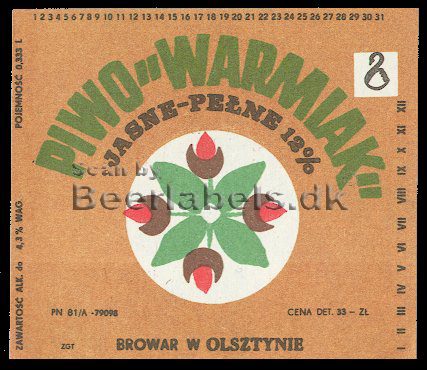 1 2 3 4 5 6 7 8 9 10 11 12 13 14 15 16 17 18 19 20 21 22 23 24 25 26 27 28 29 30 31
PIWO „WARMIAK”
JASNE-PEŁNE 12%
POJEMNOŚĆ 0,333 L
ZAWARTOŚĆ ALK. do 4,3% WAG.
I II III IV V VI VII VIII IX X XI XII
Scan by
Beerlabels.dk
PN 81/A -79098
CENA DET. 33 - ZŁ
ZGT
BROWAR W OLSZTYNIE